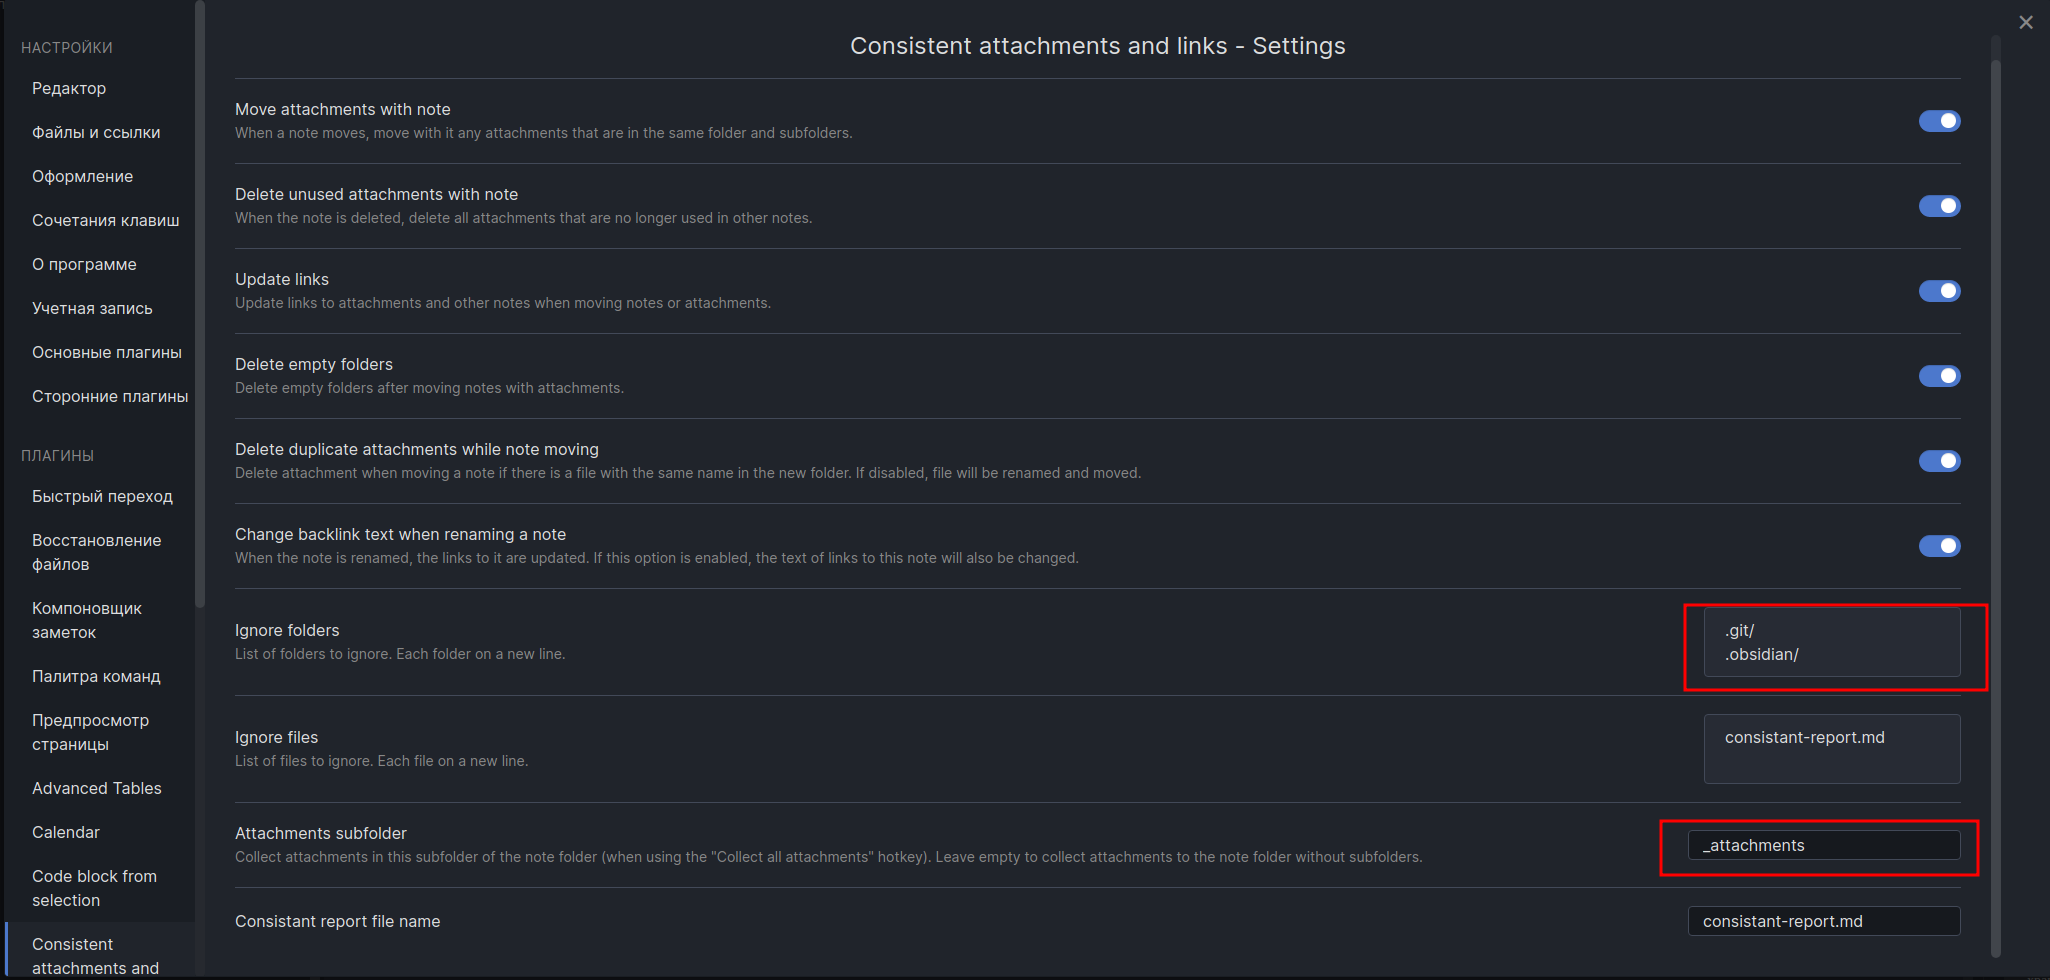 НАСТРОЙКИ
Редактор
Файлы и ссылки
Оформление
Сочетания клавиш
О программе
Учетная запись
Основные плагины
Сторонние плагины
ПЛАГИНЫ
Быстрый переход
Восстановление
файлов
Компоновщик
заметок
Палитра команд
Предпросмотр
страницы
Advanced Tables
Calendar
Code block from
selection
Consistent
attachments and
Consistent attachments and links - Settings
Move attachments with note
When a note moves, move with it any attachments that are in the same folder and subfolders.
Delete unused attachments with note
When the note is deleted, delete all attachments that are no longer used in other notes.
Update links
Update links to attachments and other notes when moving notes or attachments.
Delete empty folders
Delete empty folders after moving notes with attachments.
Delete duplicate attachments while note moving
Delete attachment when moving a note if there is a file with the same name in the new folder. If disabled, file will be renamed and moved.
Change backlink text when renaming a note
When the note is renamed, the links to it are updated. If this option is enabled, the text of links to this note will also be changed.
Ignore folders
List of folders to ignore. Each folder on a new line.
.git/
.obsidian/
Ignore files
List of files to ignore. Each file on a new line.
consistant-report.md
Attachments subfolder
Collect attachments in this subfolder of the note folder (when using the "Collect all attachments" hotkey). Leave empty to collect attachments to the note folder without subfolders.
_attachments
Consistant report file name
consistant-report.md